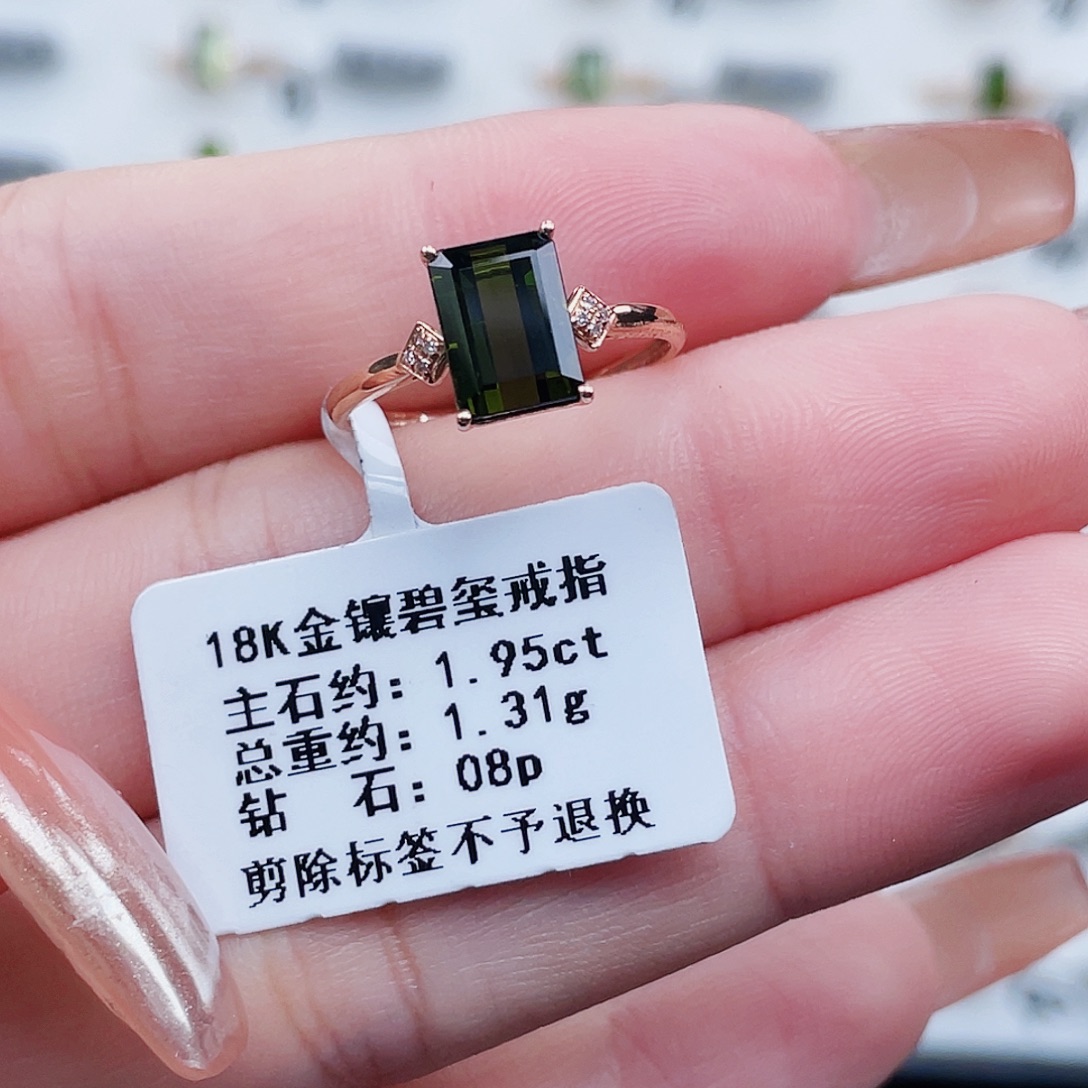 18K金镶碧玺戒指
主石约：1.95ct
总重约：1.31g
钻 石：08p
剪除标签不予退换